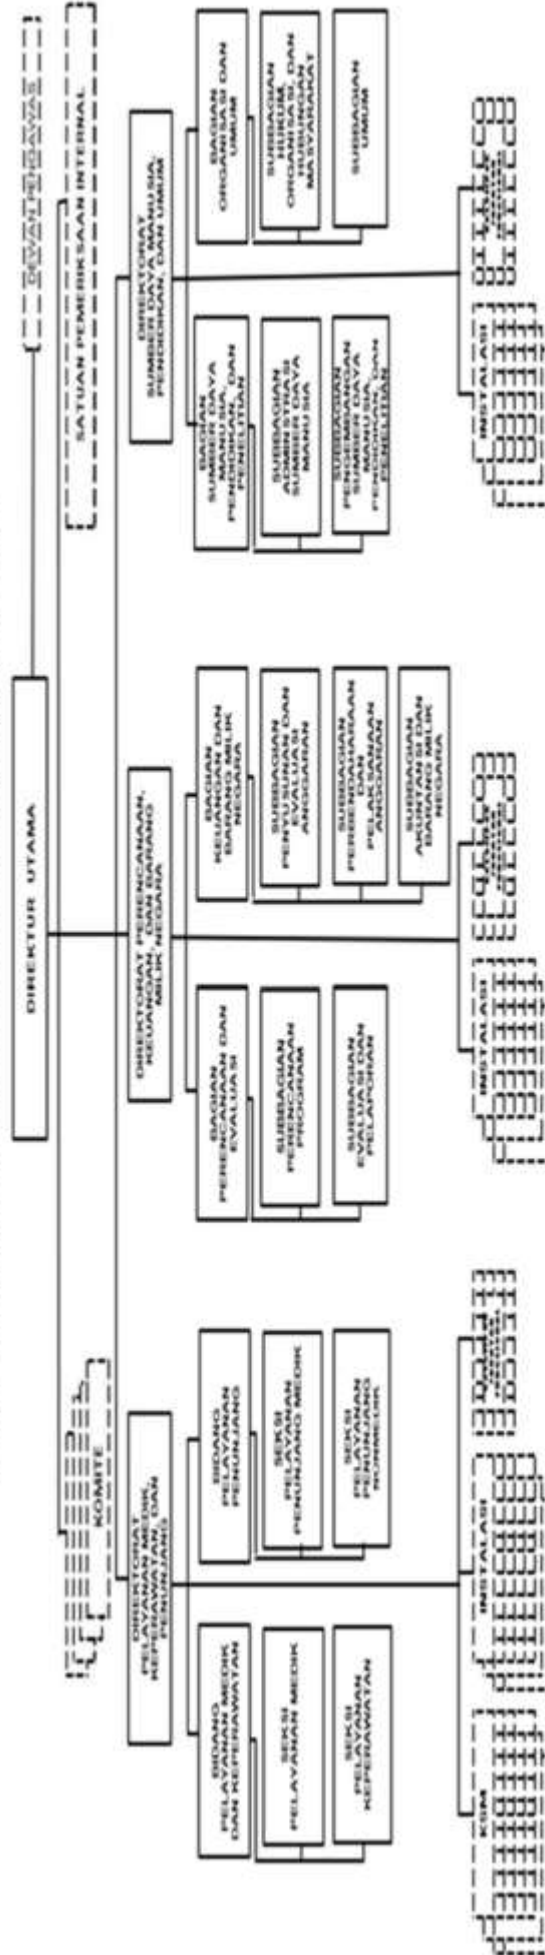 DIREKTUR UTAMA
DEWAN PENGAWAS
KOMITE
SATUAN PEMERIKSAAN INTERNAL
DIREKTORAT
PELAYANAN MEDIK,
KEPERAWATAN, DAN
PENUNJANG
DIREKTORAT PERENCANAAN,
KEUANGAN, DAN BARANG
MILIK NEGARA
DIREKTORAT
SUMBER DAYA MANUSIA,
PENDIDIKAN, DAN UMUM
BIDANG
PELAYANAN MEDIK
DAN KEPERAWATAN
BIDANG
PELAYANAN
PENUNJANG
BAGIAN
PERENCANAAN DAN
EVALUASI
BAGIAN
KEUANGAN DAN
BARANG MILIK
NEGARA
BAGIAN
SUMBER DAYA
MANUSIA,
PENDIDIKAN, DAN
PENELITIAN
BAGIAN
ORGANISASI DAN
UMUM
SEKSI
PELAYANAN MEDIK
SEKSI
PELAYANAN
PENUNJANG MEDIK
SUBBAGIAN
PERENCANAAN
PROGRAM
SUBBAGIAN
PENYUSUNAN DAN
EVALUASI
ANGGARAN
SUBBAGIAN
ADMINISTRASI
SUMBER DAYA
MANUSIA
SUBBAGIAN
HUKUM,
ORGANISASI, DAN
HUBUNGAN
MASYARAKAT
SEKSI
PELAYANAN
KEPERAWATAN
SEKSI
PELAYANAN
PENUNJANG
NONMEDIK
SUBBAGIAN
EVALUASI DAN
PELAPORAN
SUBBAGIAN
PERBENDAHARAAN
DAN
PELAKSANAAN
ANGGARAN
SUBBAGIAN
PENGEMBANGAN
SUMBER DAYA
MANUSIA,
PENDIDIKAN, DAN
PENELITIAN
SUBBAGIAN
UMUM
SUBBAGIAN
AKUNTANSI DAN
BARANG MILIK
NEGARA
KSM
INSTALASI
INSTALASI
INSTALASI